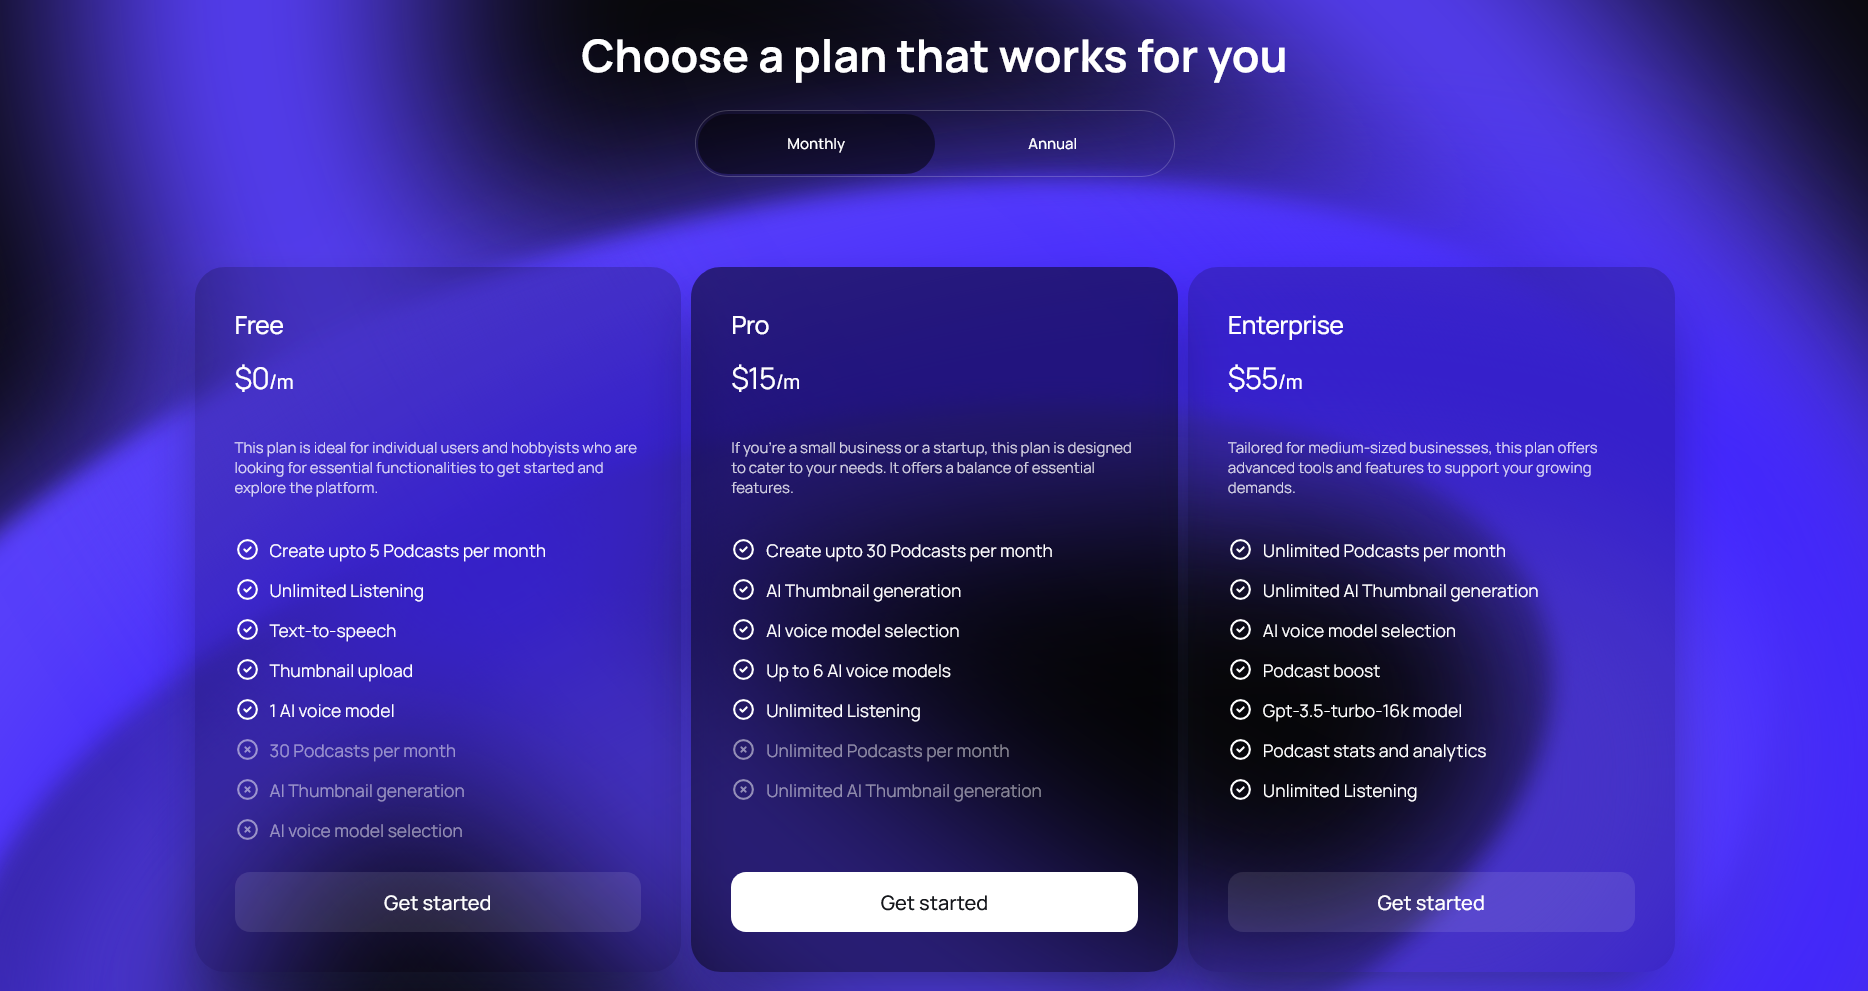 Choose a plan that works for you
Monthly
Annual
Free
$0/m
This plan is ideal for individual users and hobbyists who are
looking for essential functionalities to get started and
explore the platform.
Create upto 5 Podcasts per month
Unlimited Listening
Text-to-speech
Thumbnail upload
1 AI voice model
30 Podcasts per month
AI Thumbnail generation
AI voice model selection
Get started
Pro
$15/m
If you're a small business or a startup, this plan is designed
to cater to your needs. It offers a balance of essential
features.
Create upto 30 Podcasts per month
AI Thumbnail generation
AI voice model selection
Up to 6 AI voice models
Unlimited Listening
Unlimited Podcasts per month
Unlimited AI Thumbnail generation
Get started
Enterprise
$55/m
Tailored for medium-sized businesses, this plan offers
advanced tools and features to support your growing
demands.
Unlimited Podcasts per month
Unlimited AI Thumbnail generation
AI voice model selection
Podcast boost
Gpt-3.5-turbo-16k model
Podcast stats and analytics
Unlimited Listening
Get started